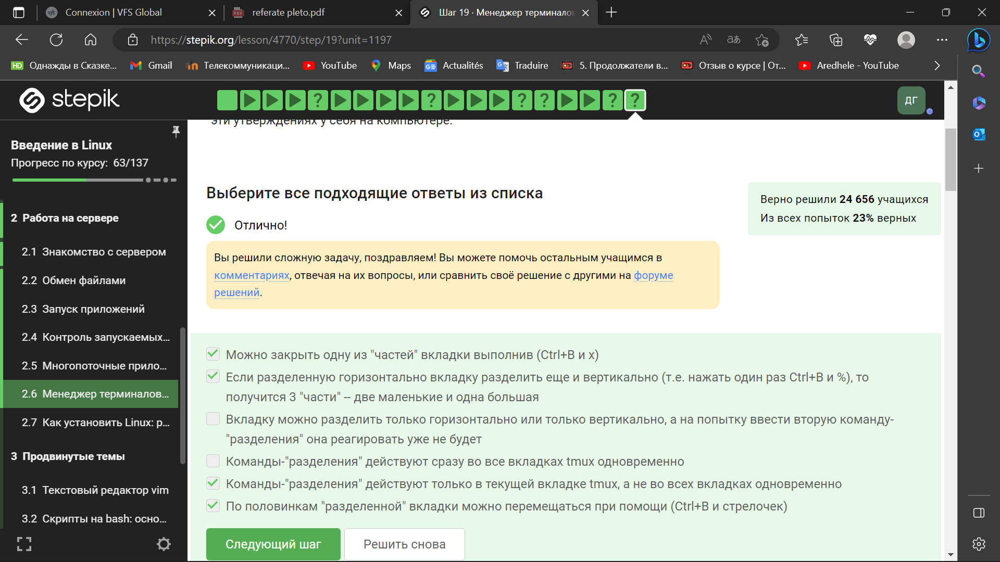 Connexion | VFS Global
referate pleto.pdf
Шаг 19 · Менеджер терминалов
https://stepik.org/lesson/4770/step/19?unit=1197
Однажды в Сказке...
Gmail
Телекоммуникаци...
YouTube
Maps
Actualités
Traduire
5. Продолжатели в...
Отзыв о курсе | От...
Aredhele - YouTube
stepik
ДГ
эти утверждениях у себя на компьютере.
Введение в Linux
Прогресс по курсу: 63/137
2 Работа на сервере
2.1 Знакомство с сервером
2.2 Обмен файлами
2.3 Запуск приложений
2.4 Контроль запускаемых...
2.5 Многопоточные прило...
2.6 Менеджер терминалов...
2.7 Как установить Linux: р...
3 Продвинутые темы
3.1 Текстовый редактор vim
3.2 Скрипты на bash: осно...
Выберите все подходящие ответы из списка
Отлично!
Верно решили 24 656 учащихся
Из всех попыток 23% верных
Вы решили сложную задачу, поздравляем! Вы можете помочь остальным учащимся в
комментариях, отвечая на их вопросы, или сравнить своё решение с другими на форуме
решений.
Можно закрыть одну из "частей" вкладки выполнив (Ctrl+B и x)
Если разделенную горизонтально вкладку разделить еще и вертикально (т.е. нажать один раз Ctrl+B и %), то
получится 3 "части" -- две маленькие и одна большая
Вкладку можно разделить только горизонтально или только вертикально, а на попытку ввести вторую команду-
"разделения" она реагировать уже не будет
Команды-"разделения" действуют сразу во все вкладках tmux одновременно
Команды-"разделения" действуют только в текущей вкладке tmux, а не во всех вкладках одновременно
По половинкам "разделенной" вкладки можно перемещаться при помощи (Ctrl+B и стрелочек)
Следующий шаг
Решить снова